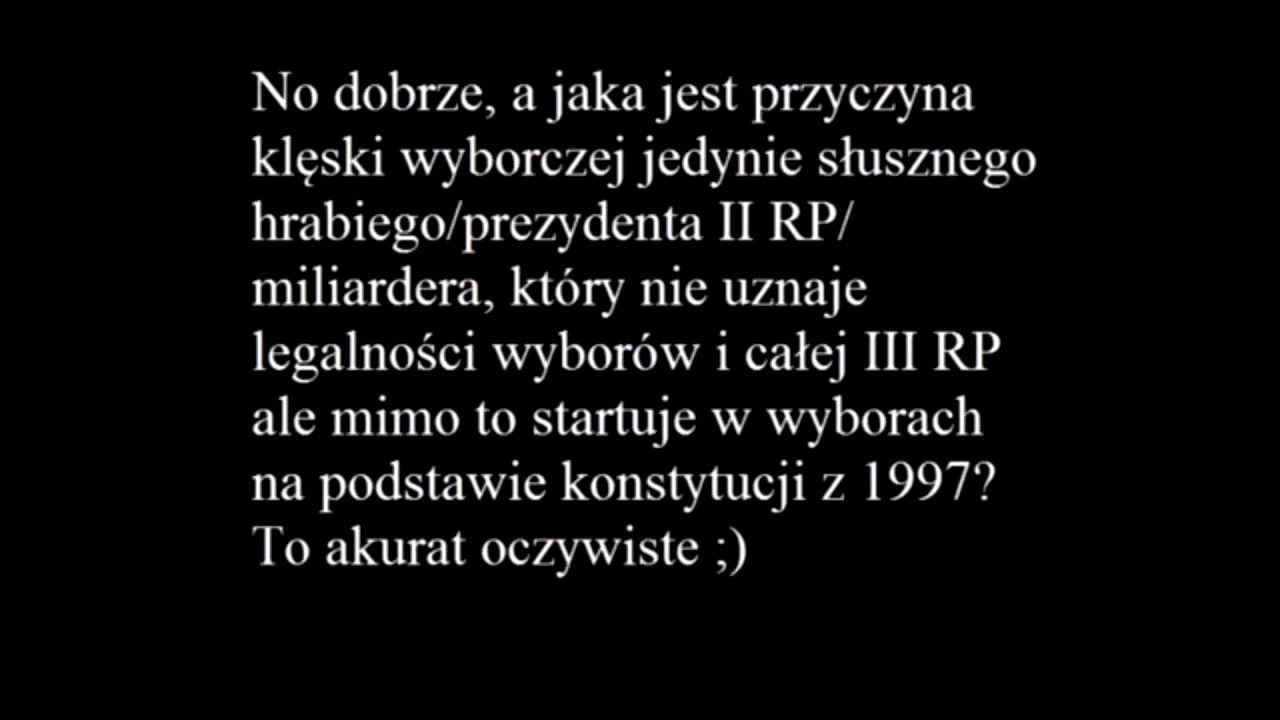 No dobrze, a jaka jest przyczyna
klęski wyborczej jedynie słusznego
hrabiego/prezydenta II RP/
miliardera, który nie uznaje
legalności wyborów i całej III RP
ale mimo to startuje w wyborach
na podstawie konstytucji z 1997?
To akurat oczywiste ;)